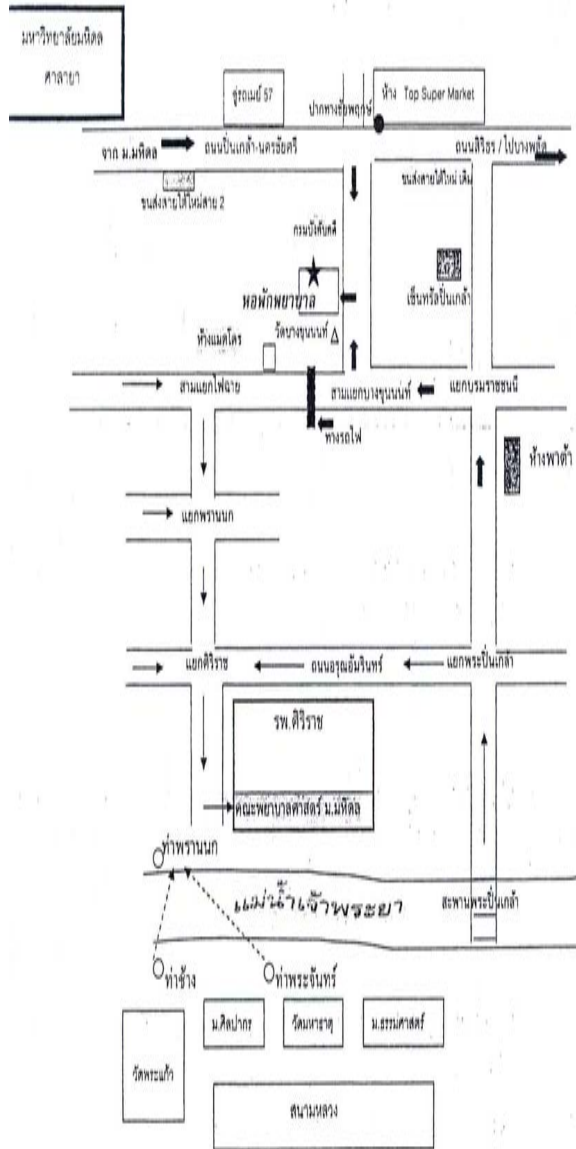 มหาวิทยาลัยมหิดล
ศาลายา
อู่รถเมล์ 57
ปากทางชัยพฤกษ์
ห้าง Top Super Market
จาก ม.มหิดล
ถนนปิ่นเกล้า-นครชัยศรี
ถนนสิรินธร / ไปบางพลัด
ขนส่งสายใต้ใหม่สาย 2
ขนส่งสายใต้ใหม่ เดิม
กรมบังคับคดี
หอพักพยาบาล
เซ็นทรัลปิ่นเกล้า
วัดบางขุนนนท์
ห้างแมคโคร
สามแยกไฟฉาย
สามแยกบางขุนนนท์
แยกบรมราชชนนี
ทางรถไฟ
ห้างพาต้า
แยกพรานนก
แยกศิริราช
ถนนอรุณอัมรินทร์
แยกพระปิ่นเกล้า
รพ.ศิริราช
คณะพยาบาลศาสตร์ ม.มหิดล
ท่าพรานนก
แม่น้ำเจ้าพระยา
สะพานพระปิ่นเกล้า
ท่าช้าง
ท่าพระจันทร์
ม.ศิลปากร
วัดมหาธาตุ
ม.ธรรมศาสตร์
วัดพระแก้ว
สนามหลวง